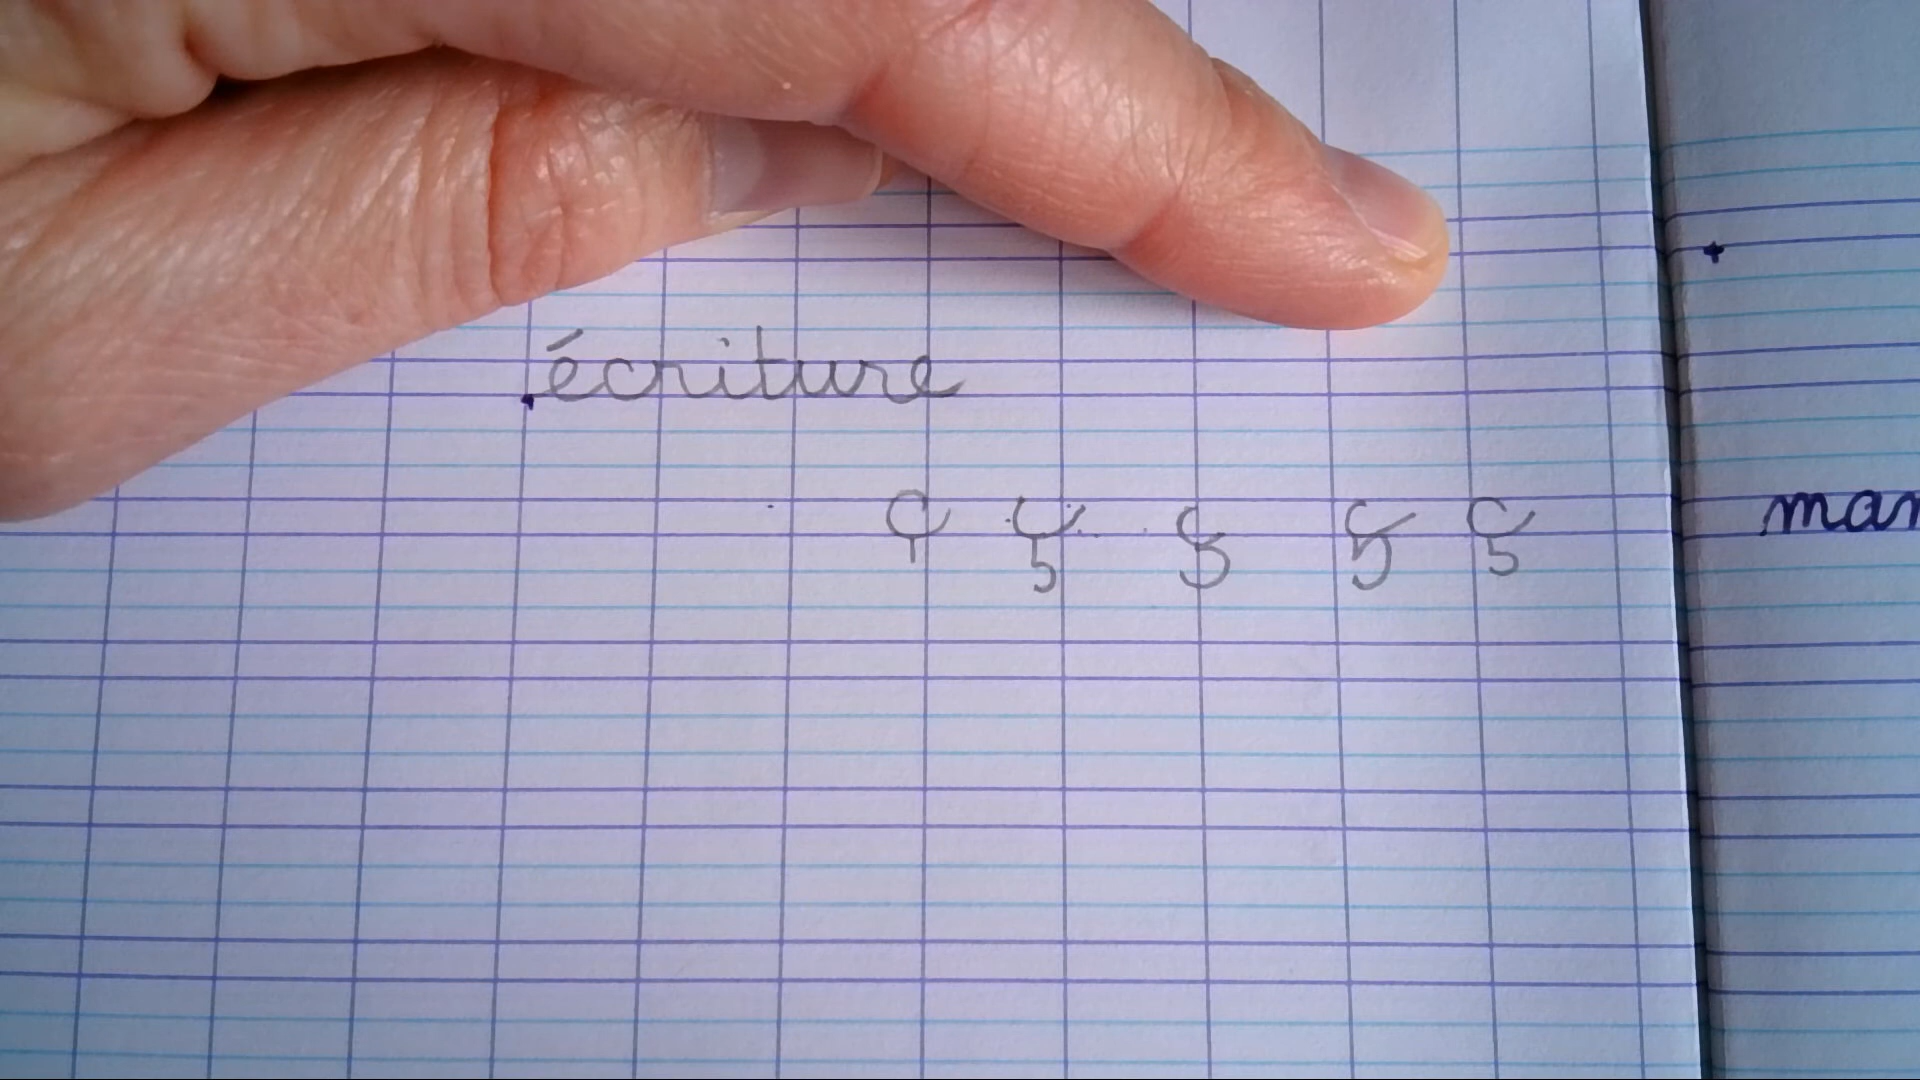 écriture
ç ç ç ç ç